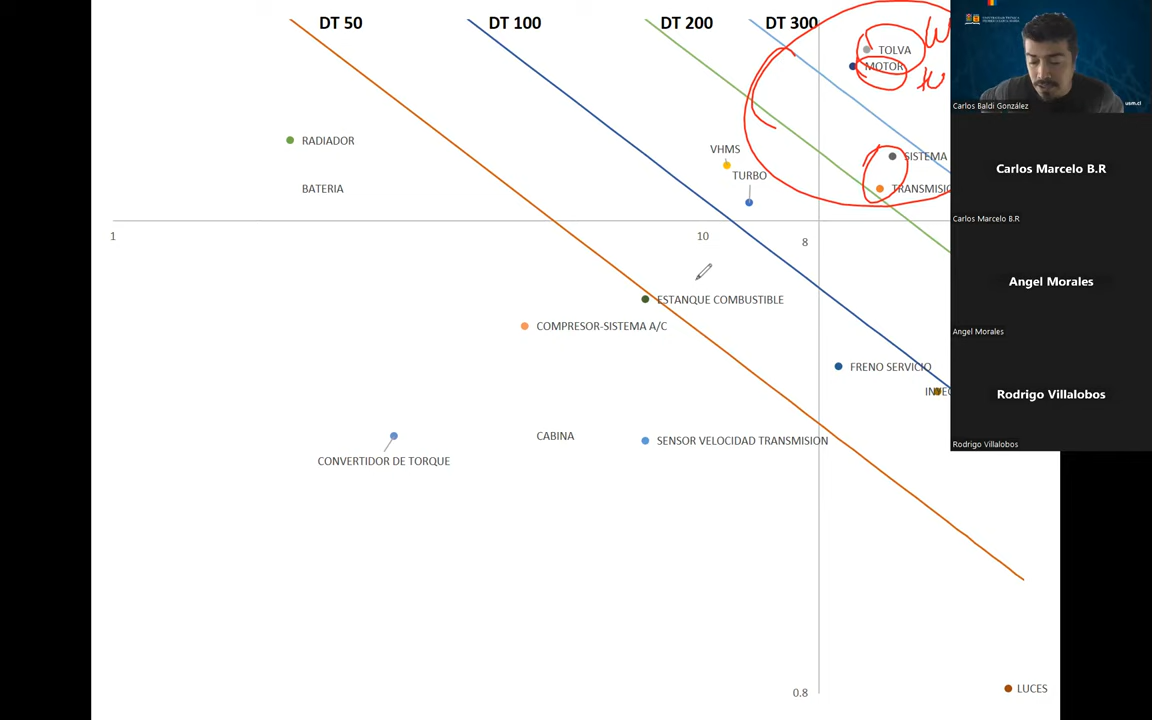 DT 50
DT 100
DT 200
DT 300
TOLVA
MOTOR
RADIADOR
VHMS
SISTEMA
TURBO
BATERIA
1
10
8
ESTANQUE COMBUSTIBLE
COMPRESOR-SISTEMA A/C
FRENO SERVICIO
CABINA
SENSOR VELOCIDAD TRANSMISION
CONVERTIDOR DE TORQUE
LUCES
0.8
usm.cl
Carlos Baldi González
Carlos Marcelo B.R
Carlos Marcelo B.R
Angel Morales
Angel Morales
Rodrigo Villalobos
Rodrigo Villalobos